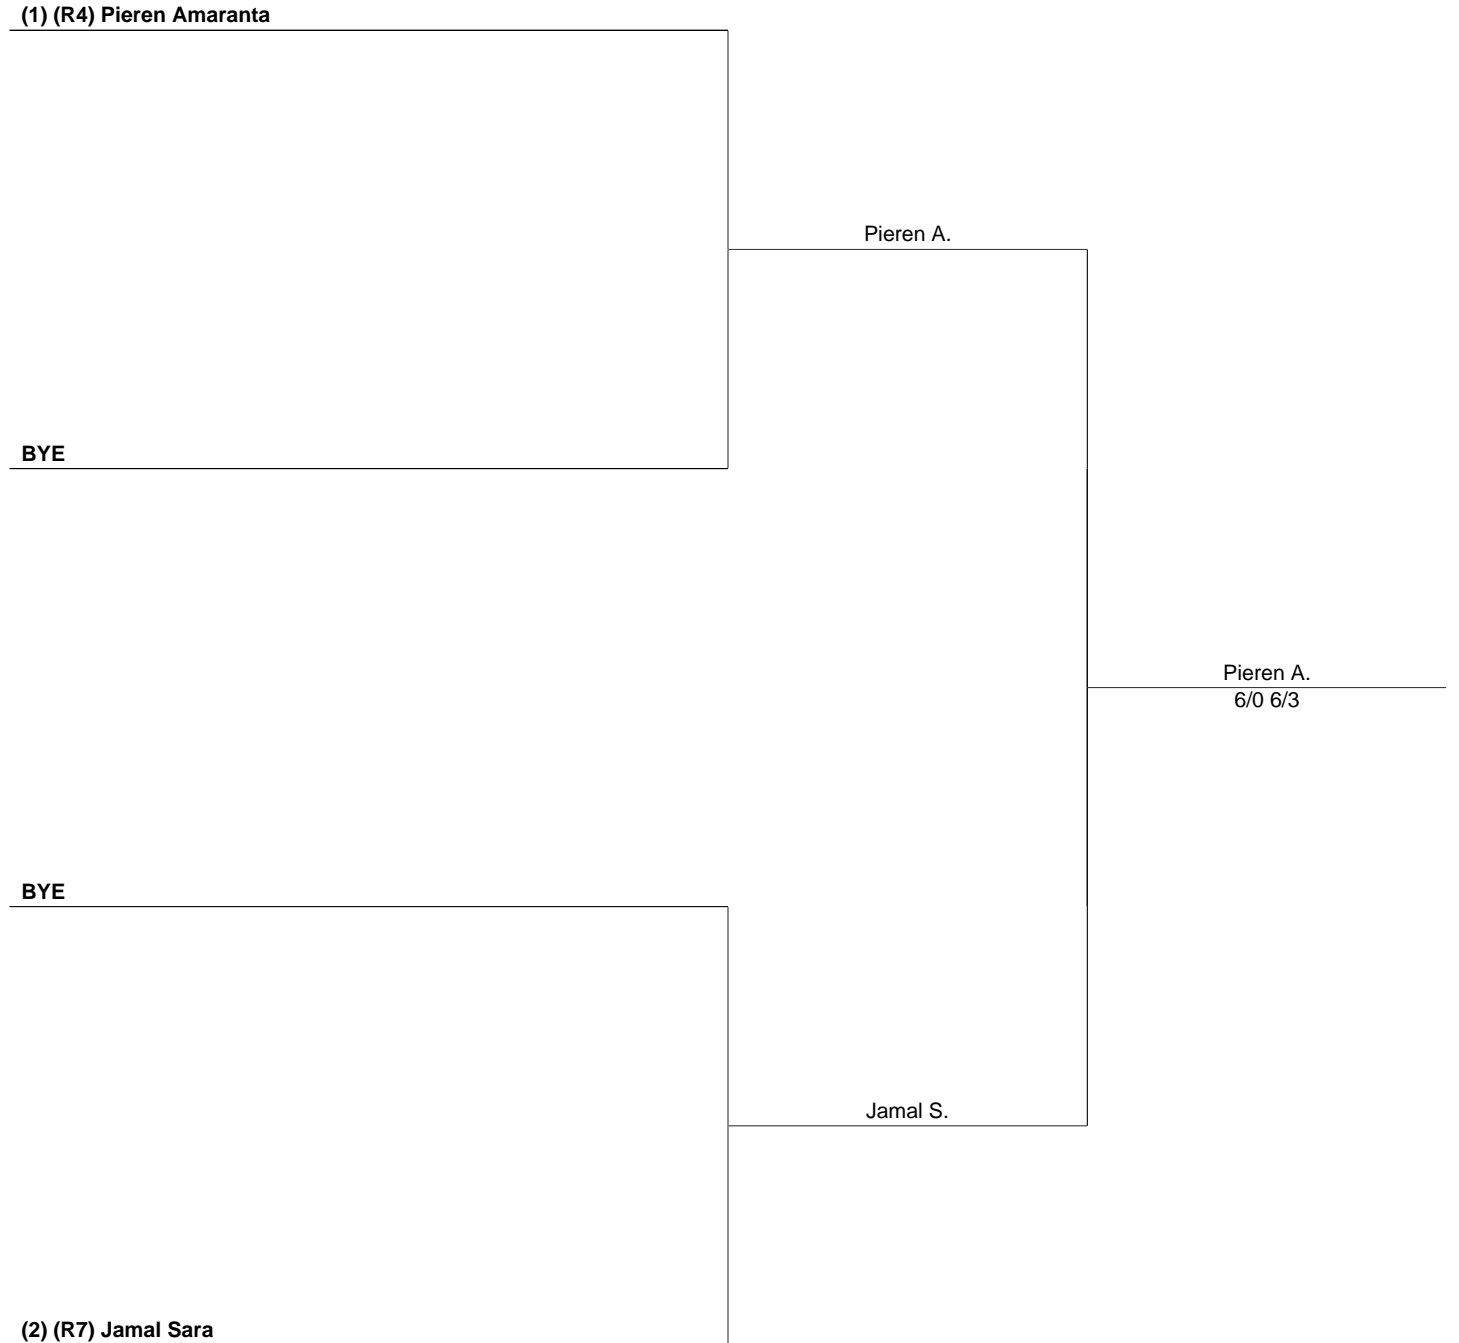 (1) (R4) Pieren Amaranta
Pieren A.
BYE
Pieren A.
6/0 6/3
BYE
Jamal S.
(2) (R7) Jamal Sara